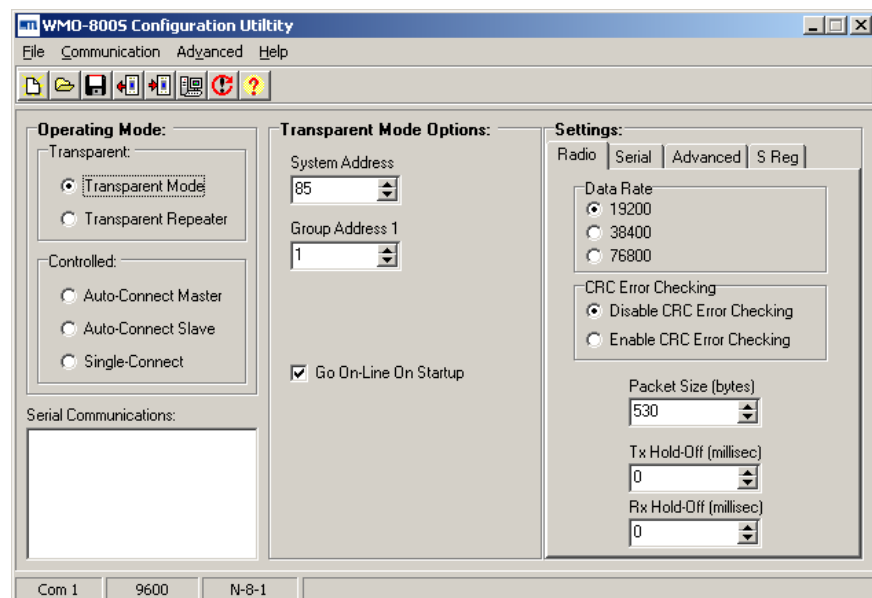 WMO-800S Configuration Utiltity
File Communication Advanced Help
Operating Mode:
Transparent:
Transparent Mode
Transparent Repeater
Controlled:
Auto-Connect Master
Auto-Connect Slave
Single-Connect
Serial Communications:
Transparent Mode Options:
System Address
85
Group Address 1
1
Go On-Line On Startup
Settings:
Radio Serial Advanced S Reg
Data Rate
19200
38400
76800
CRC Error Checking
Disable CRC Error Checking
Enable CRC Error Checking
Packet Size (bytes)
530
Tx Hold-Off (millisec)
0
Rx Hold-Off (millisec)
0
Com 1 9600 N-8-1